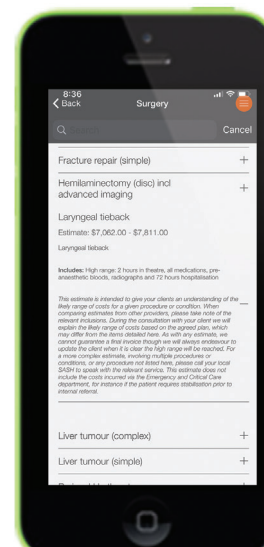 8:36
Back
Surgery
Cancel
Fracture repair (simple)
Hemilaminectomy (disc) incl
advanced imaging
Laryngeal tieback
Estimate: $7,062.00 - $7,811.00
Laryngeal tieback
Includes: High range: 2 hours in theatre, all medications, pre-
anaesthetic bloods, radiographs and 72 hours hospitalisation
This estimate is intended to give your clients an understanding of the
likely range of costs for a given procedure or condition. When
comparing estimates from other providers, please take note of the
relevant inclusions. During the consultation with your client we will
explain the likely range of costs based on the agreed plan, which
may differ from the items detailed here. As with any estimate, we
cannot guarantee a final invoice though we will always endeavour to
update the client when it is clear the high range will be reached. For
a more complex estimate, involving multiple procedures or
conditions, or any procedure not listed here, please call your local
SASH to speak with the relevant service. This estimate does not
include the costs incurred via the Emergency and Critical Care
department, for instance if the patient requires stabilisation prior to
internal referral.
Liver tumour (complex)
Liver tumour (simple)